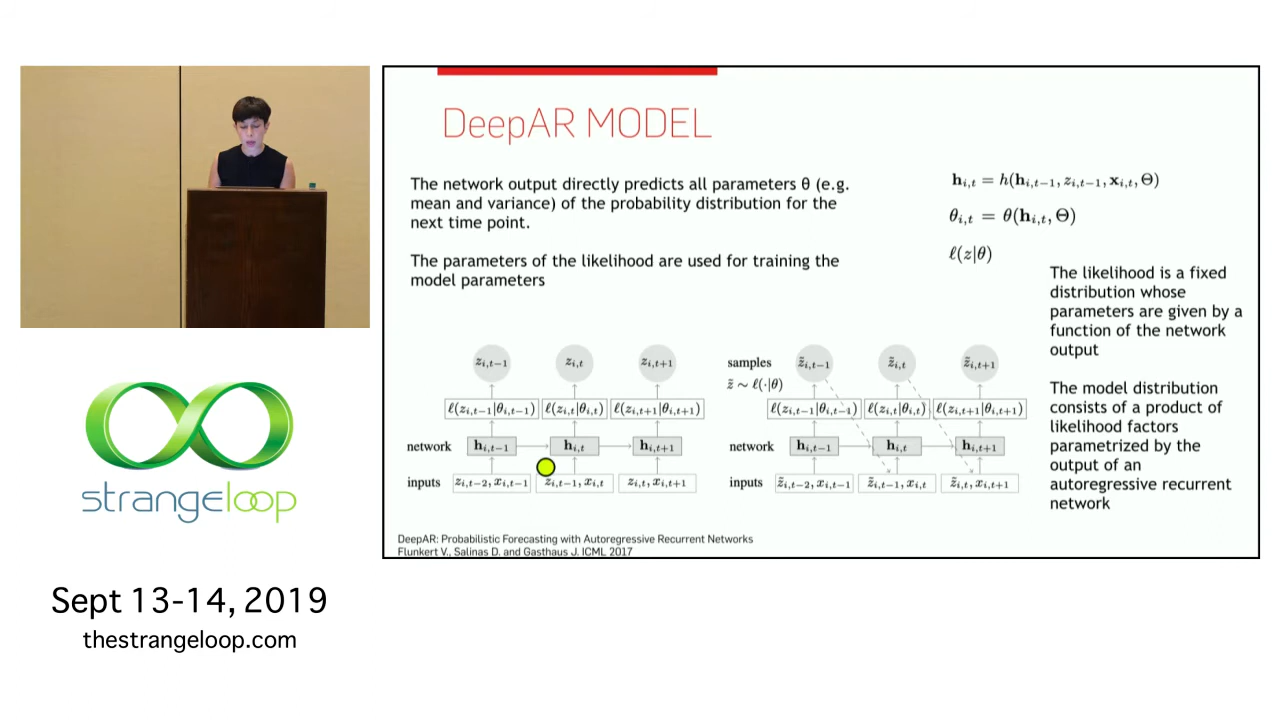 DeepAR MODEL
The network output directly predicts all parameters θ (e.g.
mean and variance) of the probability distribution for the
next time point.
The parameters of the likelihood are used for training the
model parameters
h_{i,t} = h(h_{i,t−1}, z_{i,t−1}, x_{i,t}, Θ)
θ_{i,t} = θ(h_{i,t}, Θ)
ℓ(z|θ)
The likelihood is a fixed
distribution whose
parameters are given by a
function of the network
output
The model distribution
consists of a product of
likelihood factors
parametrized by the
output of an
autoregressive recurrent
network
z_{i,t−1} z_{i,t} z_{i,t+1}
ℓ(z_{i,t−1}|θ_{i,t−1}) ℓ(z_{i,t}|θ_{i,t}) ℓ(z_{i,t+1}|θ_{i,t+1})
network h_{i,t−1} h_{i,t} h_{i,t+1}
inputs z_{i,t−2}, x_{i,t−1} z_{i,t−1}, x_{i,t} z_{i,t}, x_{i,t+1}
samples z̃_{i,t−1} z̃_{i,t} z̃_{i,t+1}
z̃ ~ ℓ(·|θ)
ℓ(z_{i,t−1}|θ_{i,t−1}) ℓ(z_{i,t}|θ_{i,t}) ℓ(z_{i,t+1}|θ_{i,t+1})
network h_{i,t−1} h_{i,t} h_{i,t+1}
inputs z̃_{i,t−2}, x_{i,t−1} z̃_{i,t−1}, x_{i,t} z̃_{i,t}, x_{i,t+1}
DeepAR: Probabilistic Forecasting with Autoregressive Recurrent Networks
Flunkert V., Salinas D. and Gasthaus J. ICML 2017
strangeloop
Sept 13-14, 2019
thestrangeloop.com